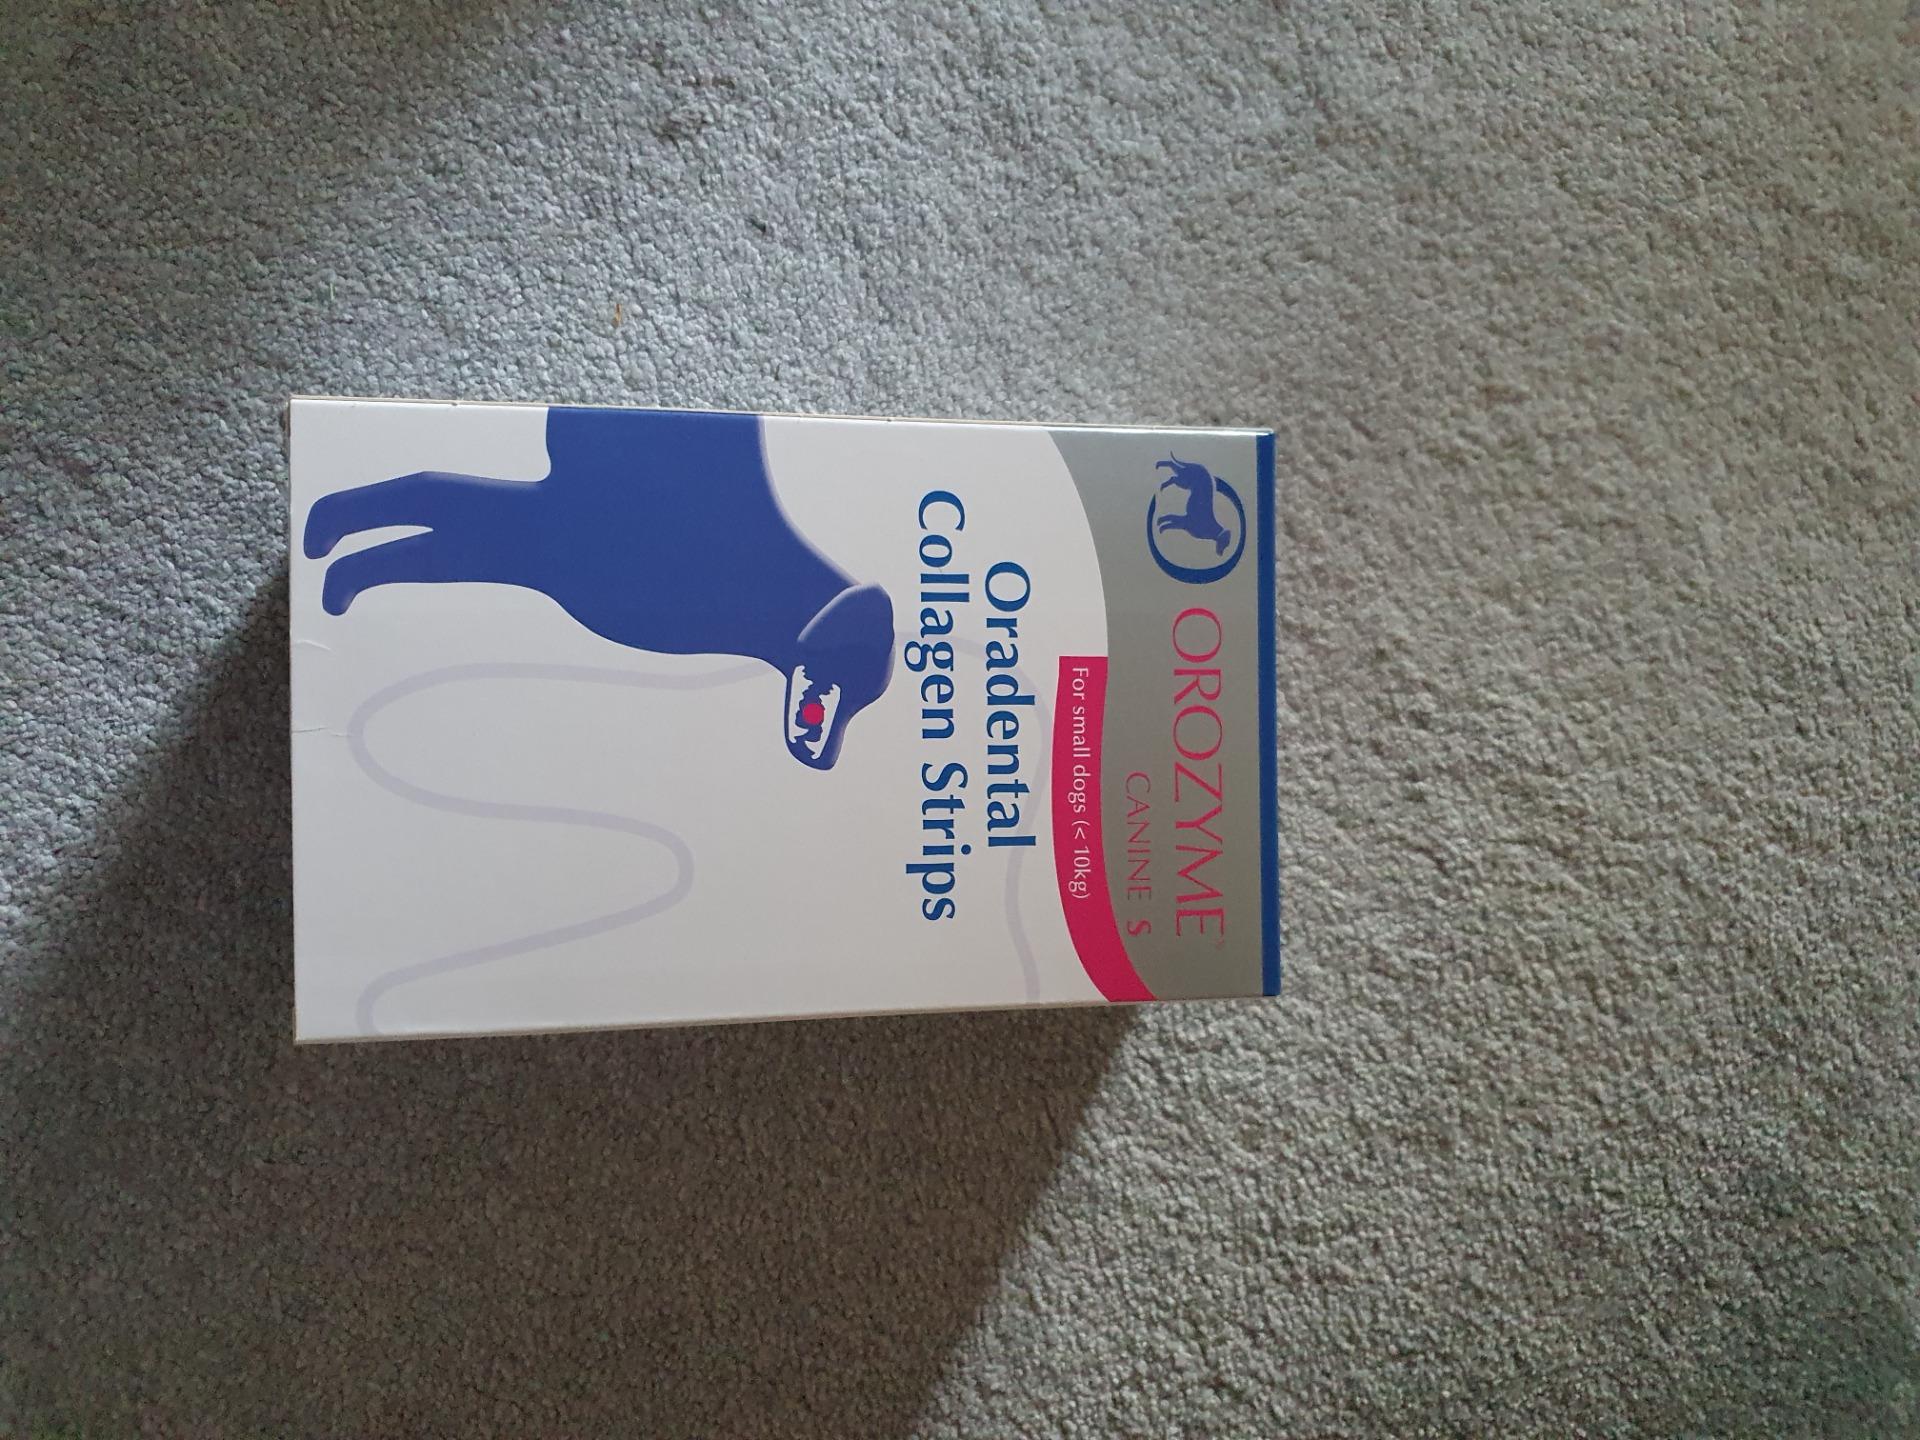 OROZYME®
CANINE S
For small dogs (< 10kg)
Oradental
Collagen Strips